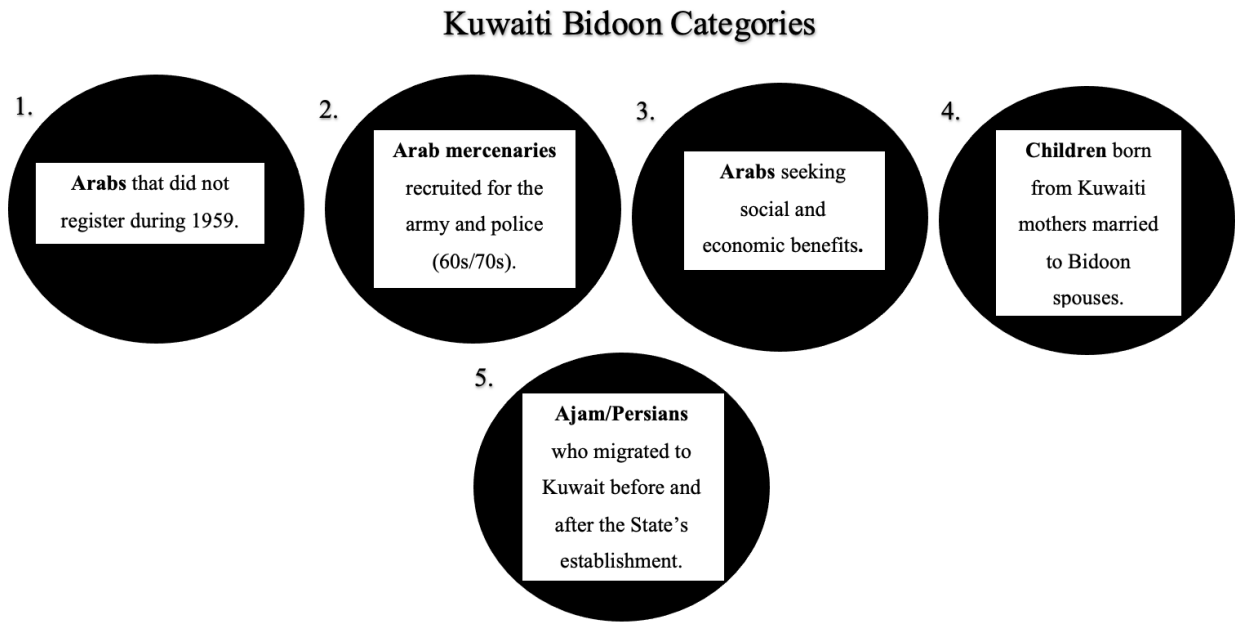 Kuwaiti Bidoon Categories
1.
Arabs that did not
register during 1959.
2.
Arab mercenaries
recruited for the
army and police
(60s/70s).
3.
Arabs seeking
social and
economic benefits.
4.
Children born
from Kuwaiti
mothers married
to Bidoon
spouses.
5.
Ajam/Persians
who migrated to
Kuwait before and
after the State’s
establishment.